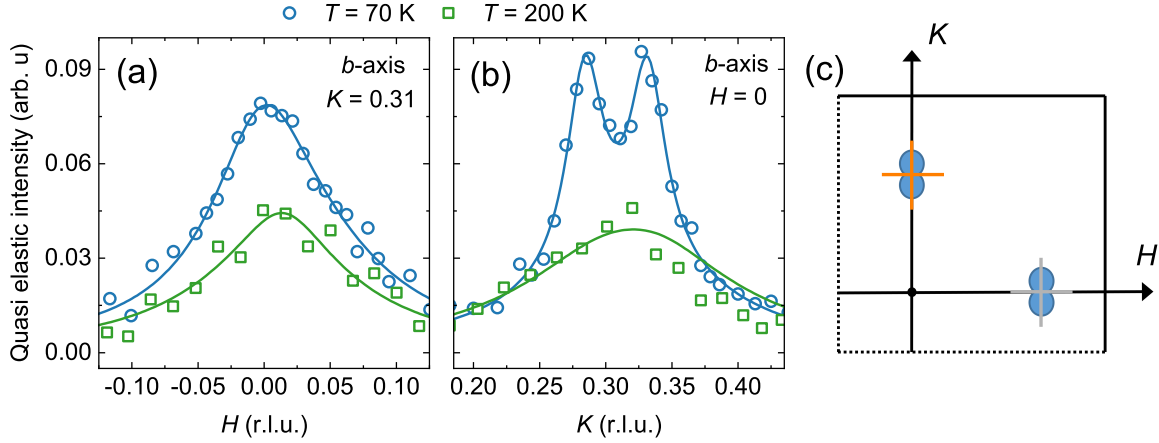 T = 70 K T = 200 K
Quasi elastic intensity (arb. u)
0.09
0.06
0.03
0.00
(a)
b-axis
K = 0.31
-0.10 -0.05 0.00 0.05 0.10
H (r.l.u.)
(b)
b-axis
H = 0
0.20 0.25 0.30 0.35 0.40
K (r.l.u.)
(c)
K
H